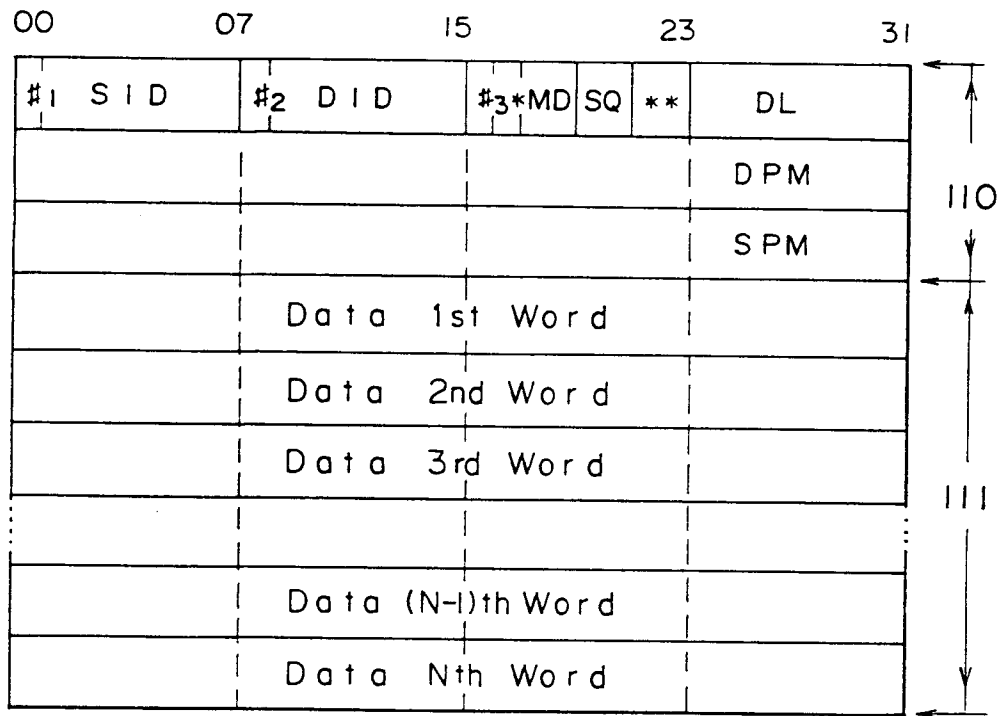 00 07 15 23 31
#1 SID #2 DID #3 * MD SQ ** DL
DPM
110
SPM
Data 1st Word
Data 2nd Word
Data 3rd Word
111
Data (N-1)th Word
Data Nth Word